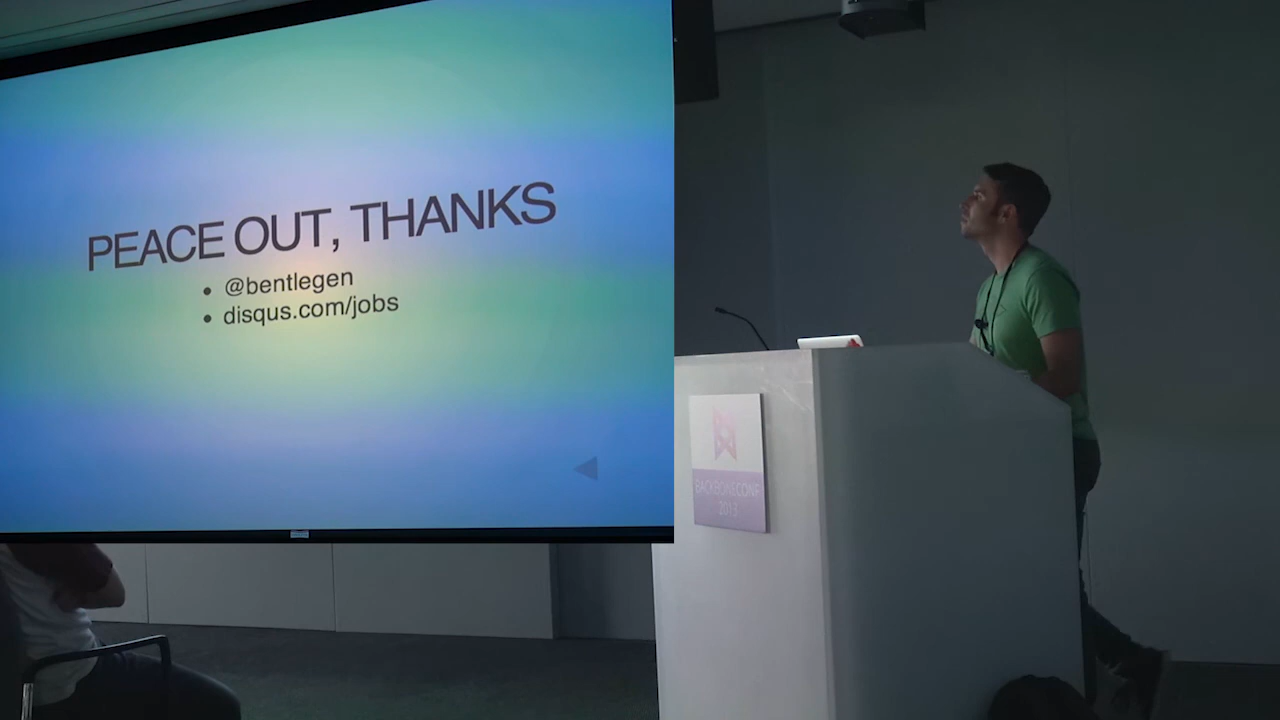 PEACE OUT, THANKS
@bentlegen
disqus.com/jobs
BACKBONECONF
2013